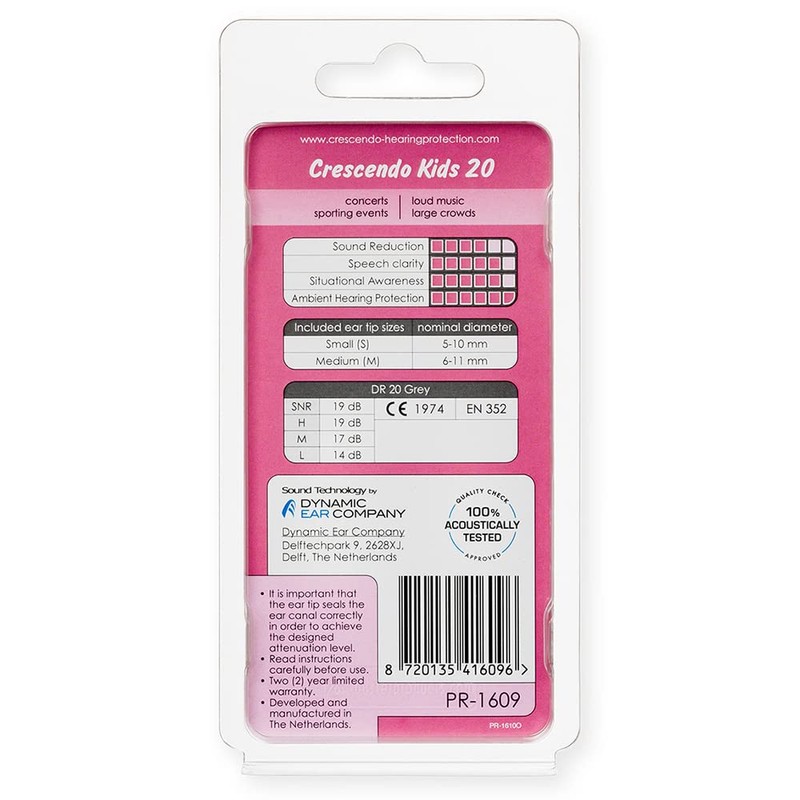 www.crescendo-hearingprotection.com
Crescendo Kids 20
concerts | loud music
sporting events | large crowds
Sound Reduction
Speech clarity
Situational Awareness
Ambient Hearing Protection
Included ear tip sizes nominal diameter
Small (S) 5-10 mm
Medium (M) 6-11 mm
DR 20 Grey
SNR 19 dB CE 1974 EN 352
H 19 dB
M 17 dB
L 14 dB
Sound Technology by
DYNAMIC
EAR COMPANY
Dynamic Ear Company
Delftechpark 9, 2628XJ,
Delft, The Netherlands
QUALITY CHECK
100%
ACOUSTICALLY
TESTED
APPROVED
• It is important that
the ear tip seals the
ear canal correctly
in order to achieve
the designed
attenuation level.
• Read instructions
carefully before use.
• Two (2) year limited
warranty.
• Developed and
manufactured in
The Netherlands.
8 720135 416096 >
PR-1609
PR-1610O